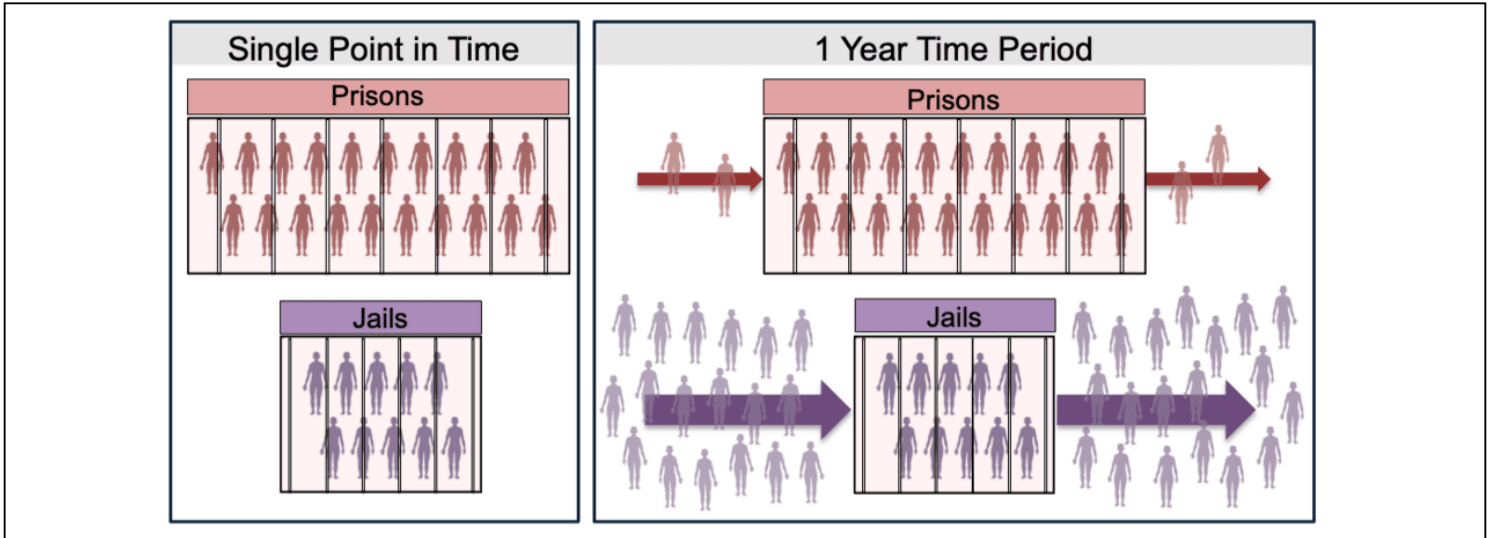 Single Point in Time
Prisons
Jails
1 Year Time Period
Prisons
Jails